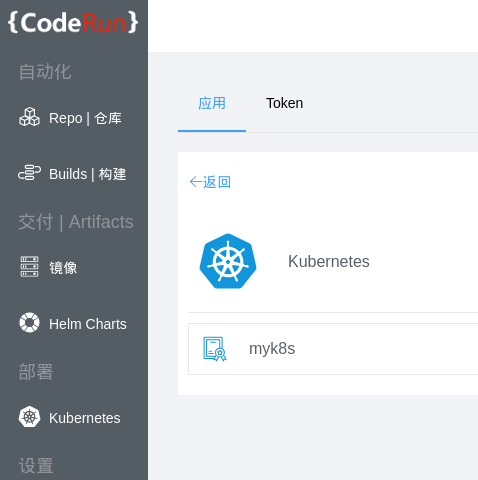 {CodeRun}
自动化
Repo | 仓库
Builds | 构建
交付 | Artifacts
镜像
Helm Charts
部署
Kubernetes
设置
应用 Token
←返回
Kubernetes
myk8s